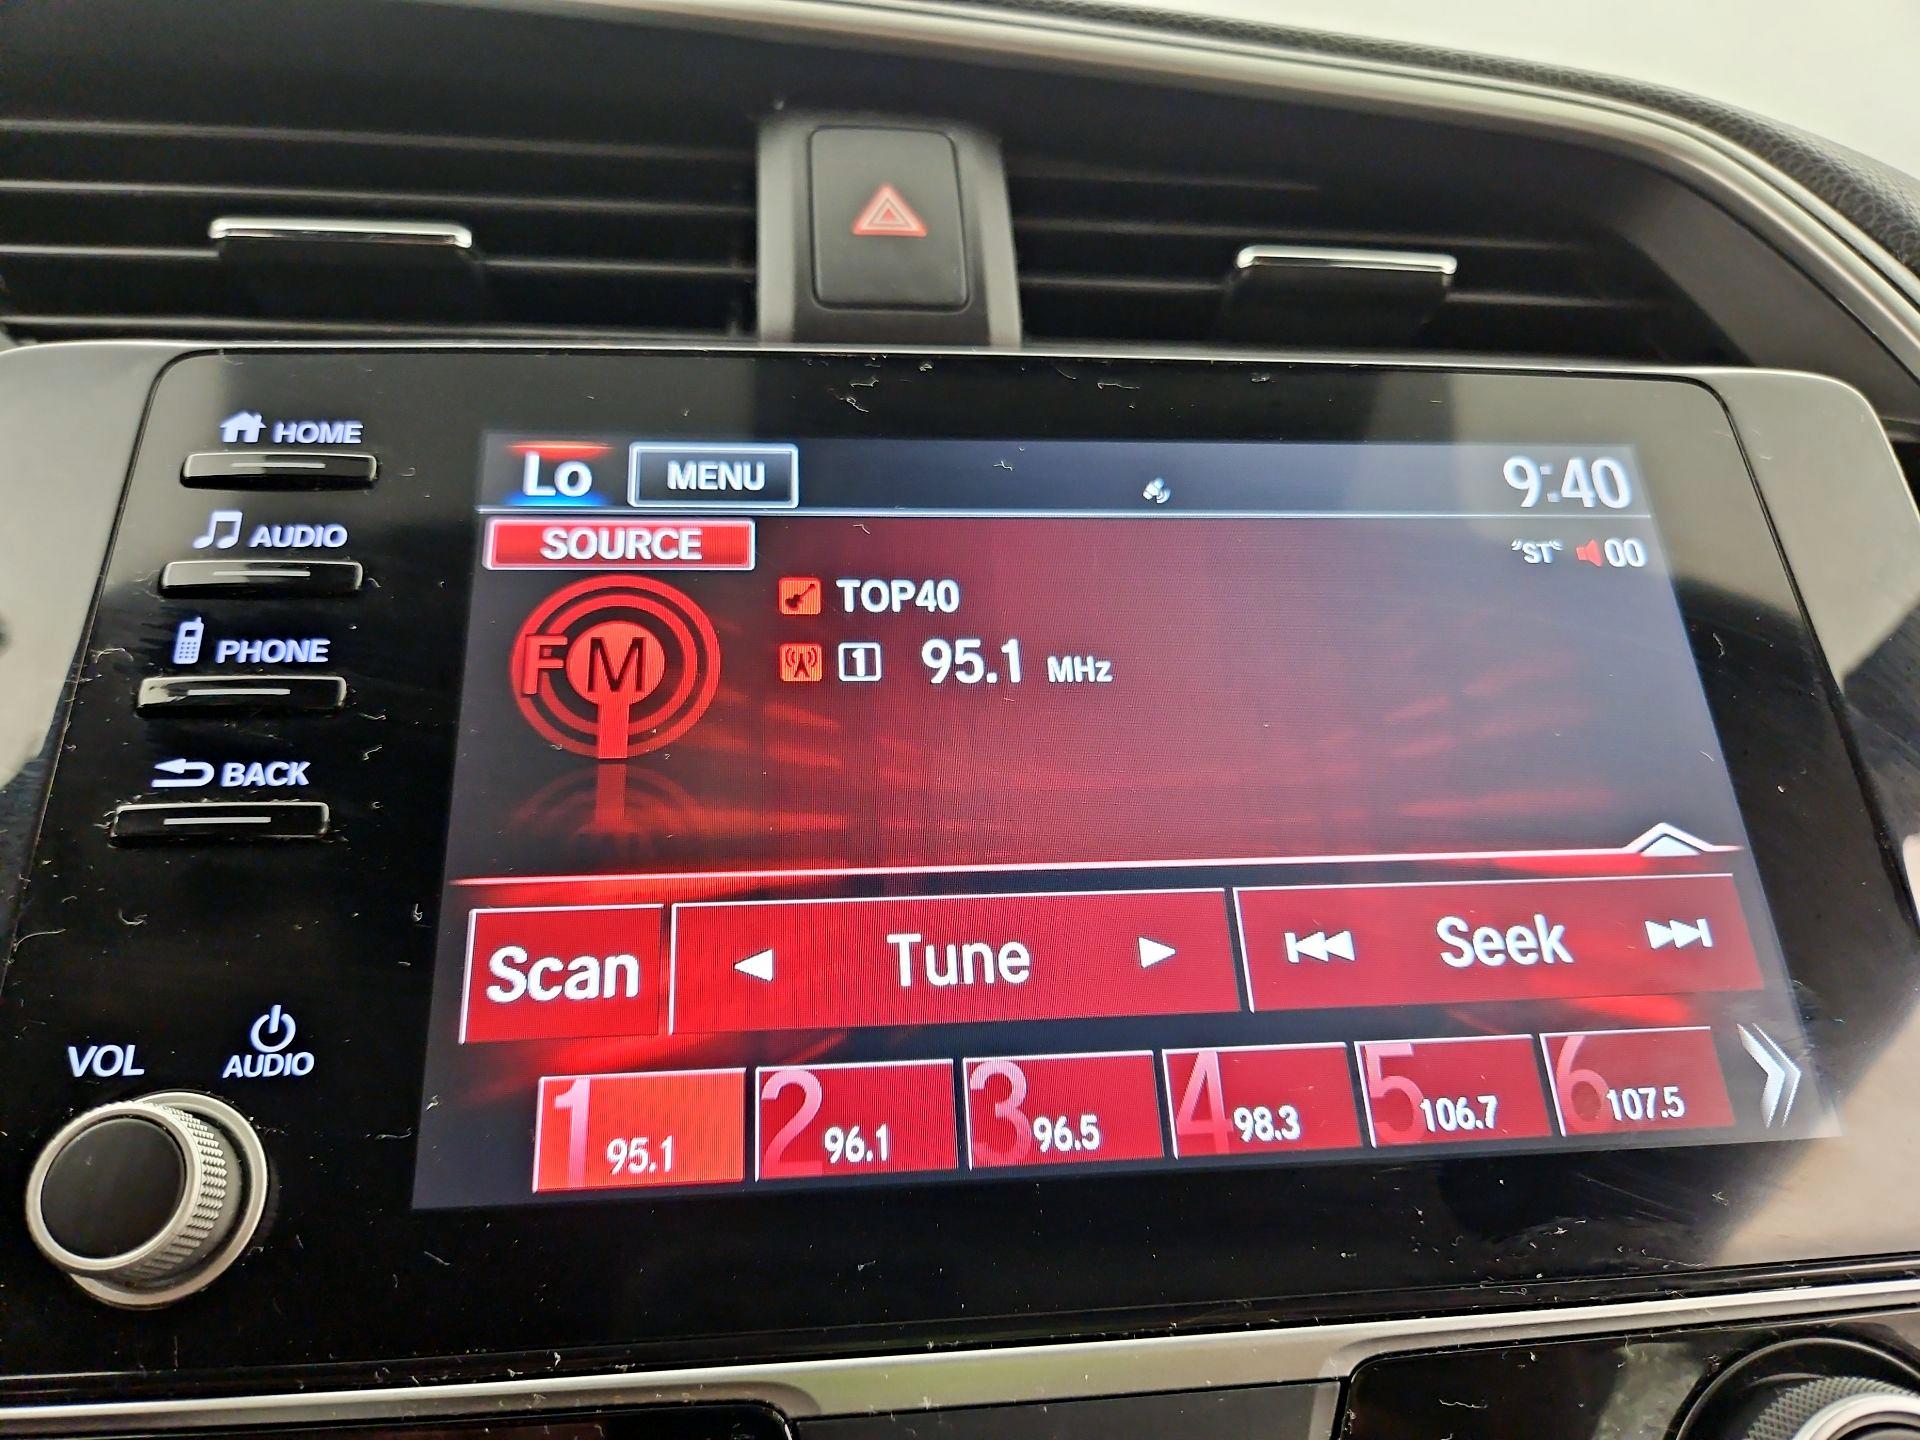 HOME
AUDIO
PHONE
BACK
VOL
AUDIO
Lo MENU 9:40
SOURCE "ST" 00
FM
TOP40
1 95.1 MHz
Scan Tune Seek
1 95.1 2 96.1 3 96.5 4 98.3 5 106.7 6 107.5